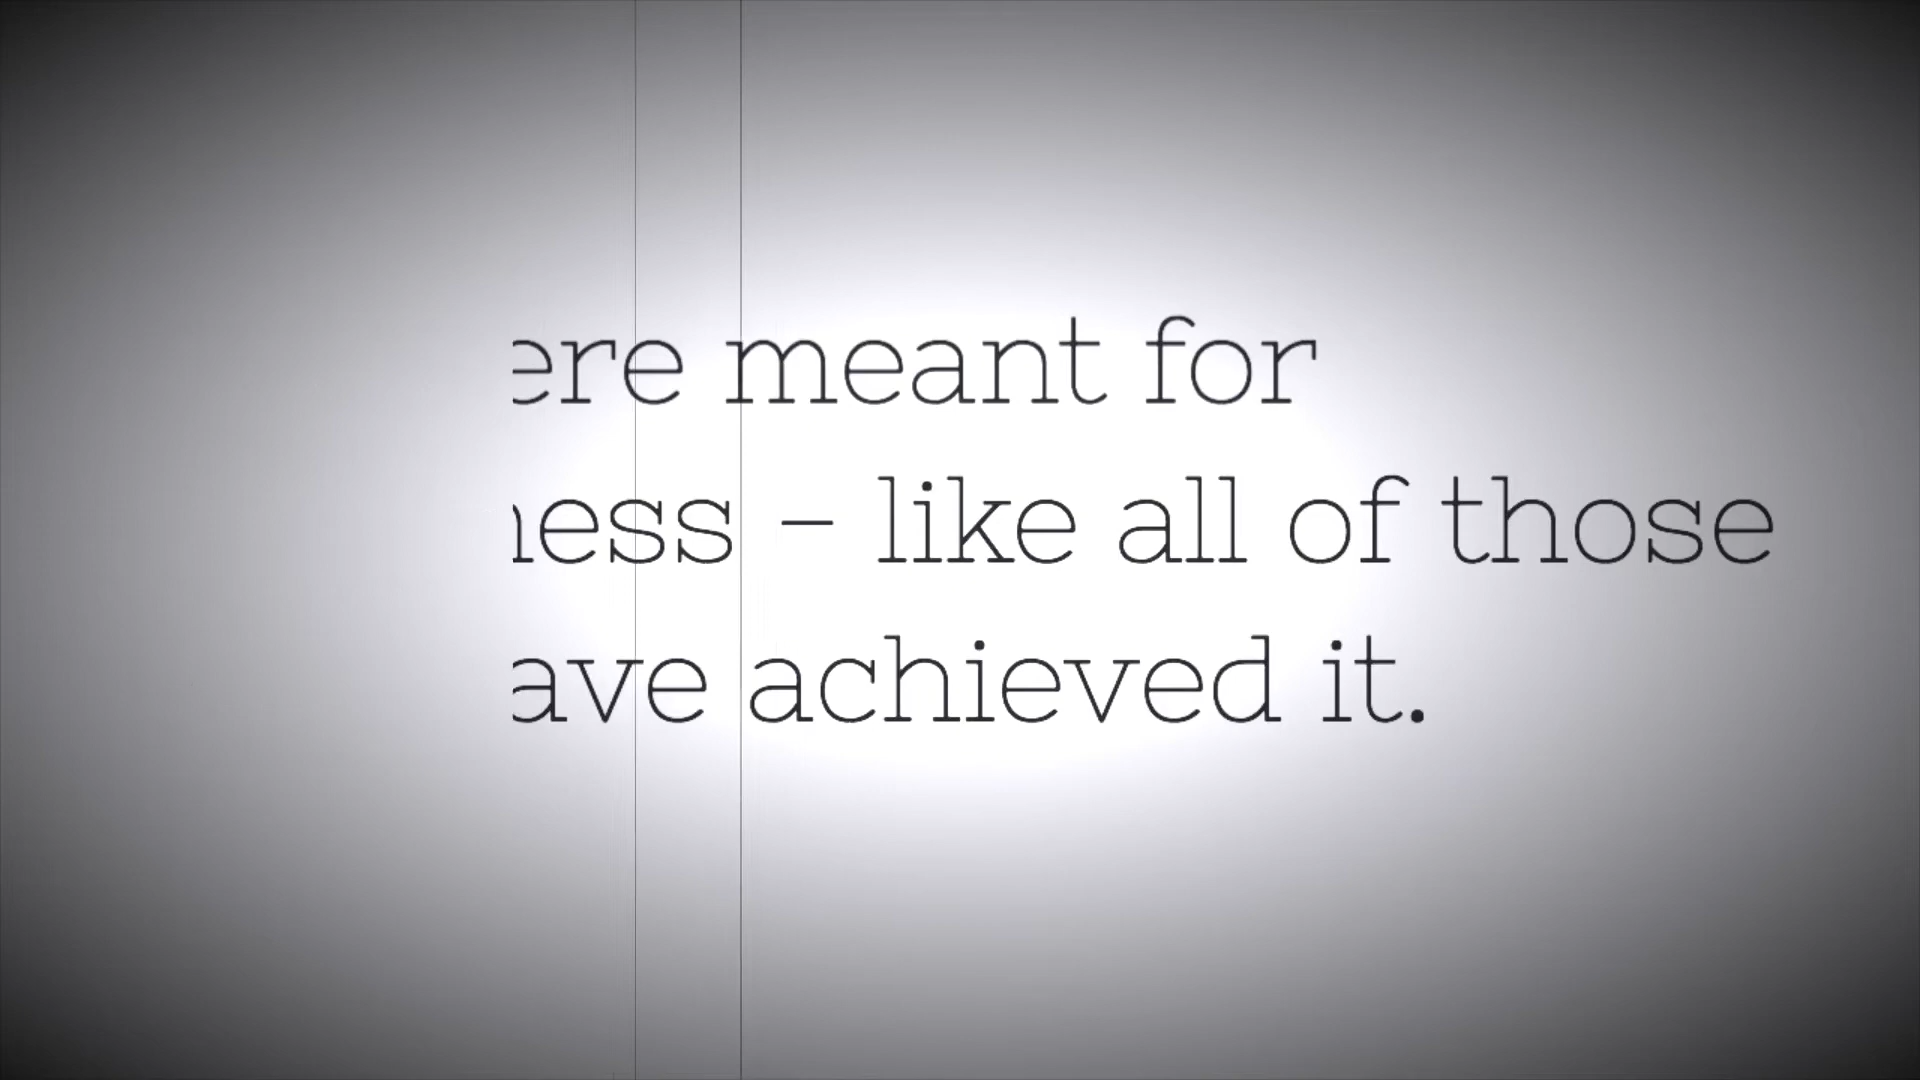 ere meant for
ess – like all of those
ave achieved it.